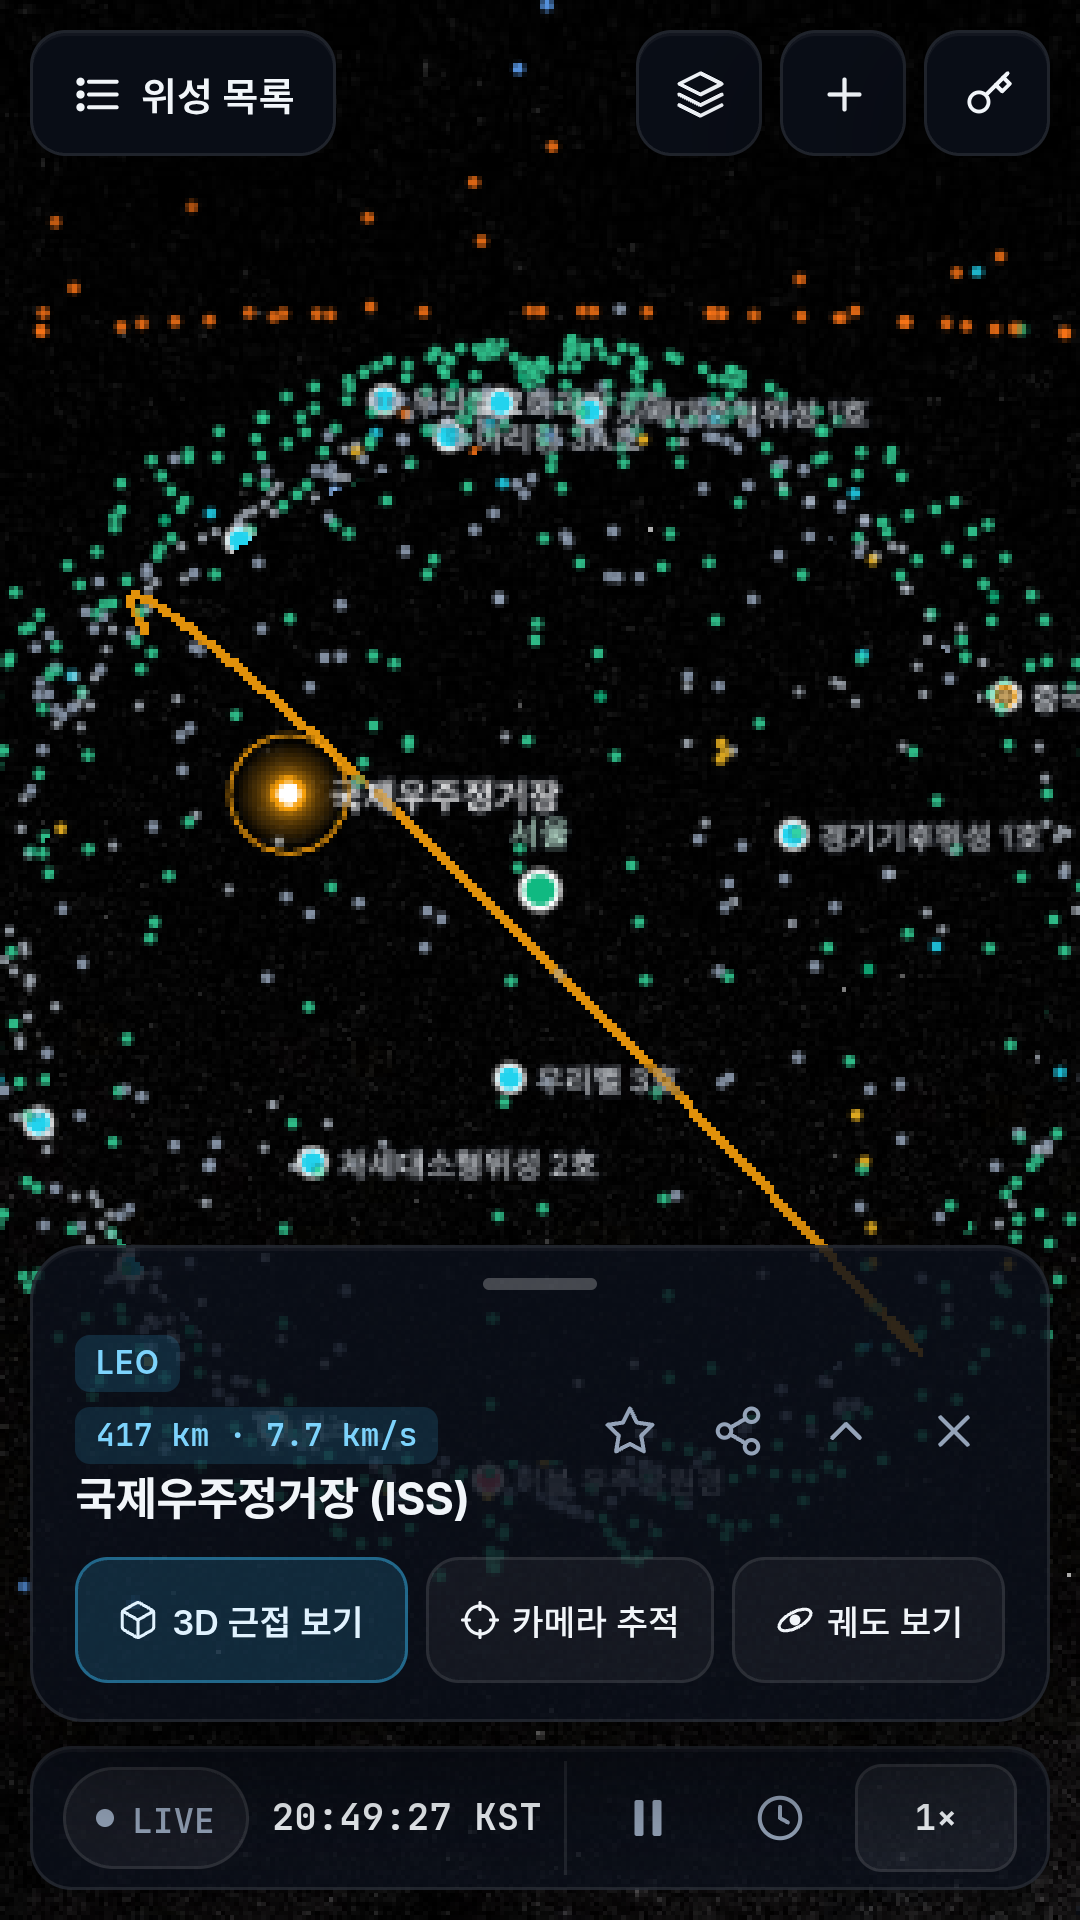 위성 목록
국제우주정거장
서울
경기기후위성 1호
우리별 3호
차세대소형위성 2호
LEO
417 km · 7.7 km/s
국제우주정거장 (ISS)
3D 근접 보기
카메라 추적
궤도 보기
LIVE
20:49:27 KST
1×